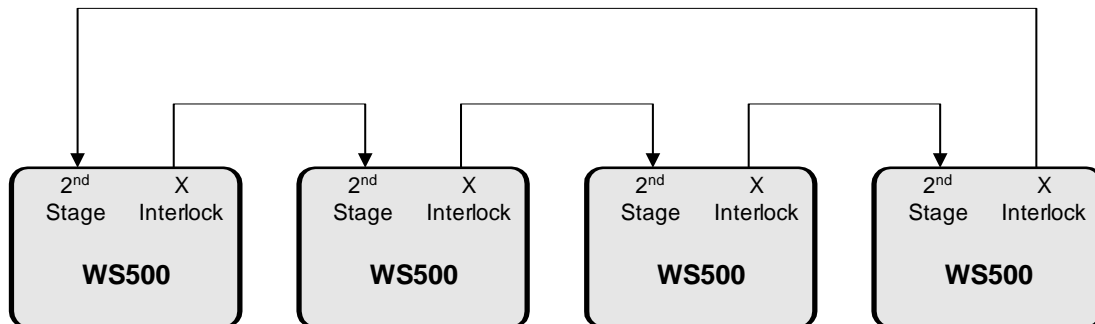 2nd X
Stage Interlock
WS500
2nd X
Stage Interlock
WS500
2nd X
Stage Interlock
WS500
2nd X
Stage Interlock
WS500